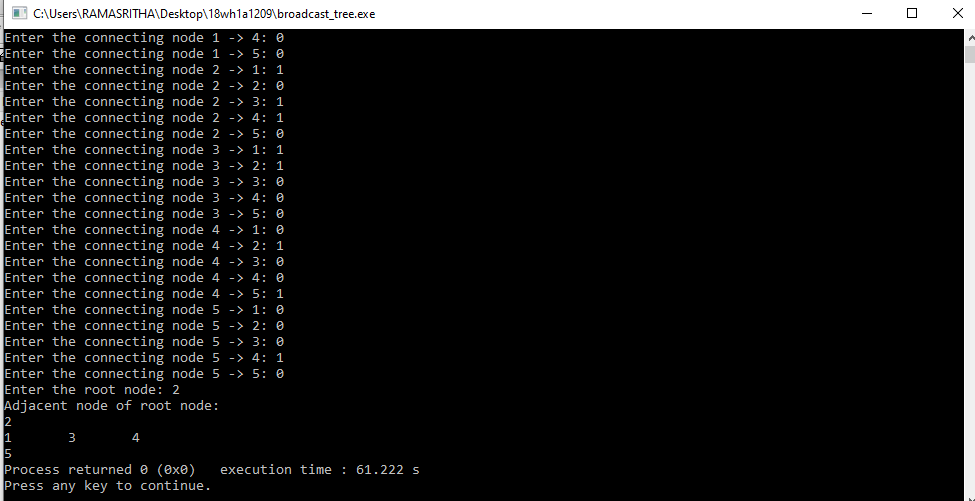 C:\Users\RAMASRITHA\Desktop\18wh1a1209\broadcast_tree.exe
Enter the connecting node 1 -> 4: 0
Enter the connecting node 1 -> 5: 0
Enter the connecting node 2 -> 1: 1
Enter the connecting node 2 -> 2: 0
Enter the connecting node 2 -> 3: 1
Enter the connecting node 2 -> 4: 1
Enter the connecting node 2 -> 5: 0
Enter the connecting node 3 -> 1: 1
Enter the connecting node 3 -> 2: 1
Enter the connecting node 3 -> 3: 0
Enter the connecting node 3 -> 4: 0
Enter the connecting node 3 -> 5: 0
Enter the connecting node 4 -> 1: 0
Enter the connecting node 4 -> 2: 1
Enter the connecting node 4 -> 3: 0
Enter the connecting node 4 -> 4: 0
Enter the connecting node 4 -> 5: 1
Enter the connecting node 5 -> 1: 0
Enter the connecting node 5 -> 2: 0
Enter the connecting node 5 -> 3: 0
Enter the connecting node 5 -> 4: 1
Enter the connecting node 5 -> 5: 0
Enter the root node: 2
Adjacent node of root node:
2
1       3       4
5
Process returned 0 (0x0)   execution time : 61.222 s
Press any key to continue.